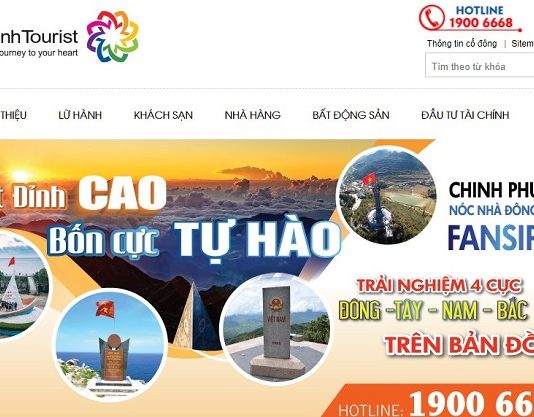 nhTourist
ourney to your heart
HOTLINE
1900 6668
Thông tin cổ đông | Sitem
Tìm theo từ khóa
THIỆU LỮ HÀNH KHÁCH SẠN NHÀ HÀNG BẤT ĐỘNG SẢN ĐẦU TƯ TÀI CHÍNH
t Đỉnh CAO
Bốn cực TỰ HÀO
CHINH PHỤ
NÓC NHÀ ĐÔNG
FANSIP
TRẢI NGHIỆM 4 CỰC
ĐÔNG -TÂY - NAM - BẮC
TRÊN BẢN ĐỒ
VIỆT NAM
HOTLINE: 1900 66